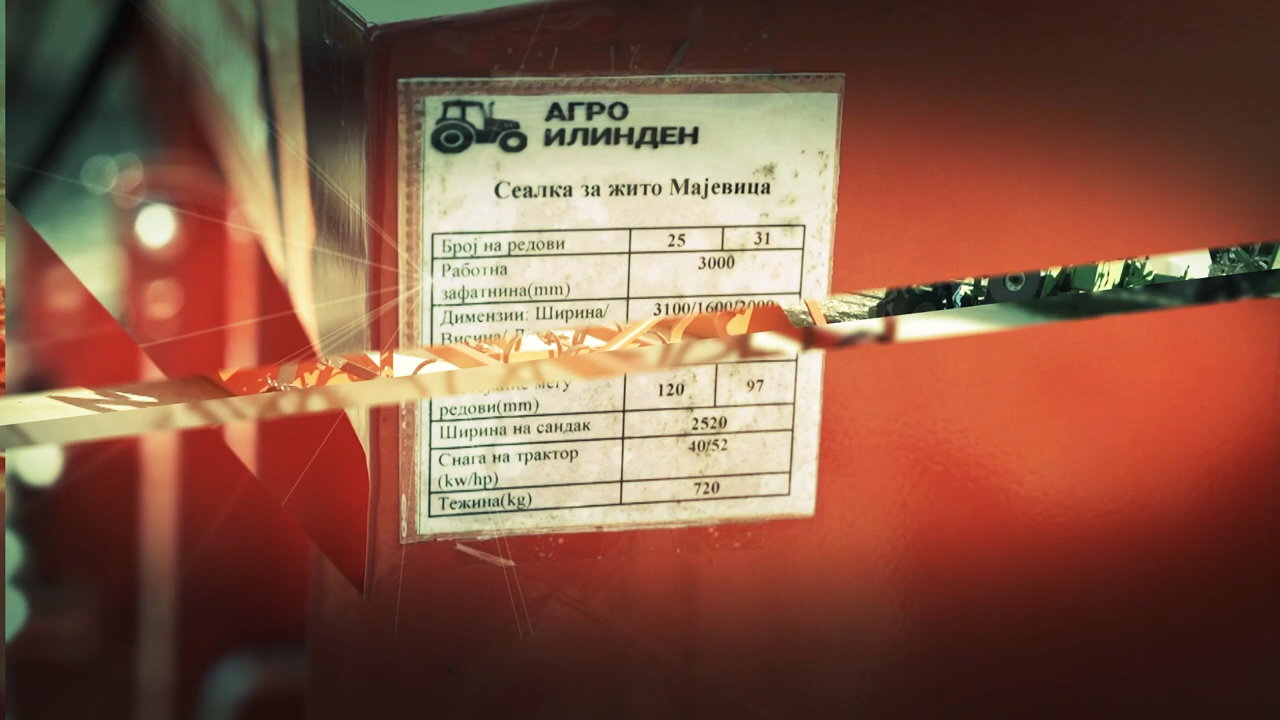 АГРО
ИЛИНДЕН
Сеалка за жито Мајевица
Број на редови 25 31
Работна 3000
зафатнина(mm)
Димензии: Ширина/ 3100/1600/2000
Висина/
меѓу 120 97
редови(mm)
Ширина на сандак 2520
Снага на трактор 40/52
(kw/hp)
Тежина(kg) 720